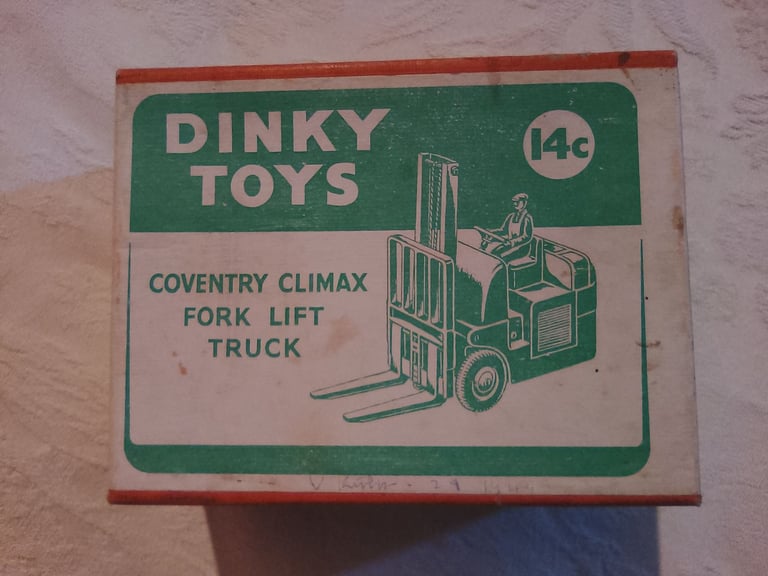 DINKY
TOYS
14c
COVENTRY CLIMAX
FORK LIFT
TRUCK